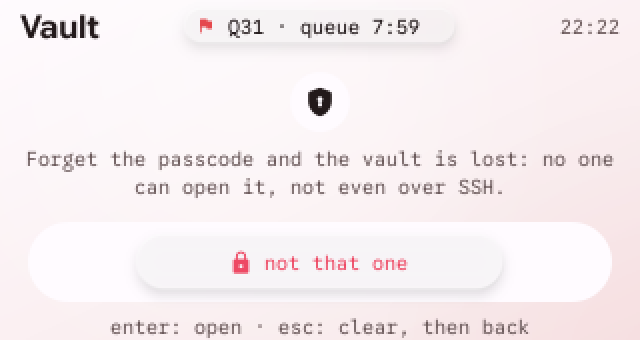 Vault
Q31 · queue 7:59
22:22
Forget the passcode and the vault is lost: no one
can open it, not even over SSH.
not that one
enter: open · esc: clear, then back